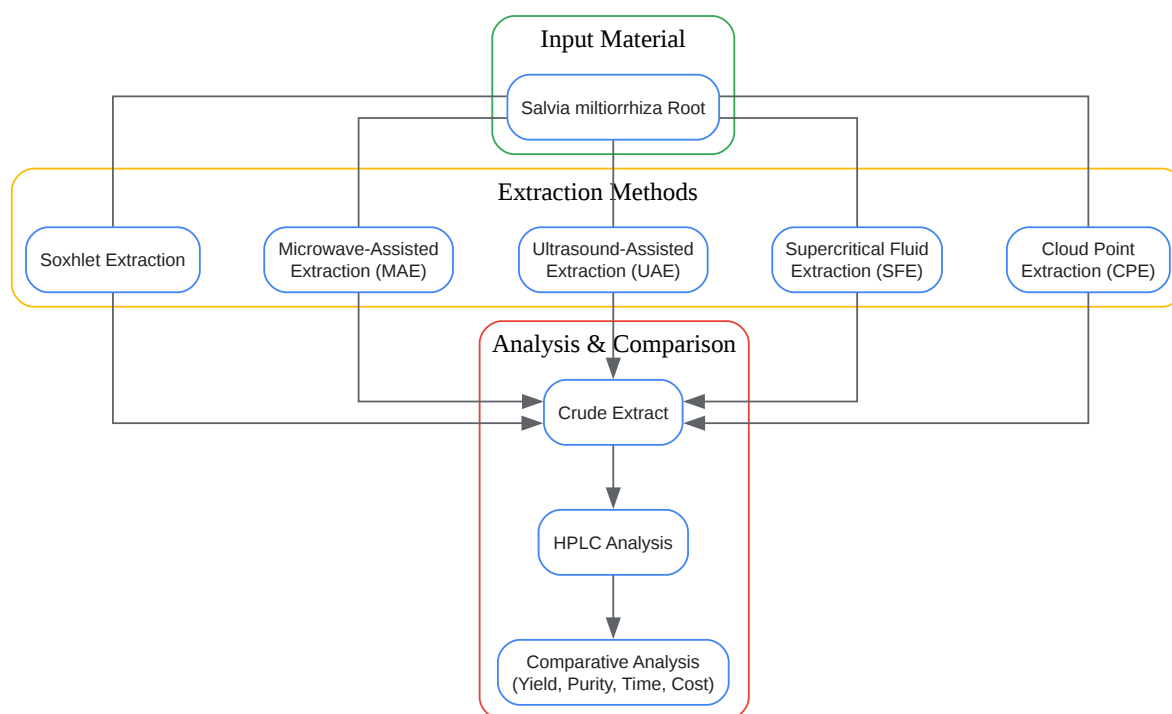 Input Material
Salvia miltiorrhiza Root
Extraction Methods
Soxhlet Extraction
Microwave-Assisted
Extraction (MAE)
Ultrasound-Assisted
Extraction (UAE)
Supercritical Fluid
Extraction (SFE)
Cloud Point
Extraction (CPE)
Analysis & Comparison
Crude Extract
HPLC Analysis
Comparative Analysis
(Yield, Purity, Time, Cost)